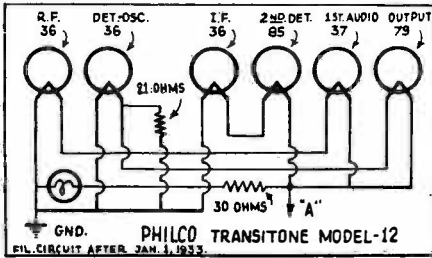 R.F. DET.-OSC. I.F. 2ND.DET. 1ST.AUDIO OUTPUT
36 36 36 85 37 79
21.OHMS
30 OHMS
"A"
GND. PHILCO TRANSITONE MODEL-12
FIL.CIRCUIT AFTER JAN.1,1933.